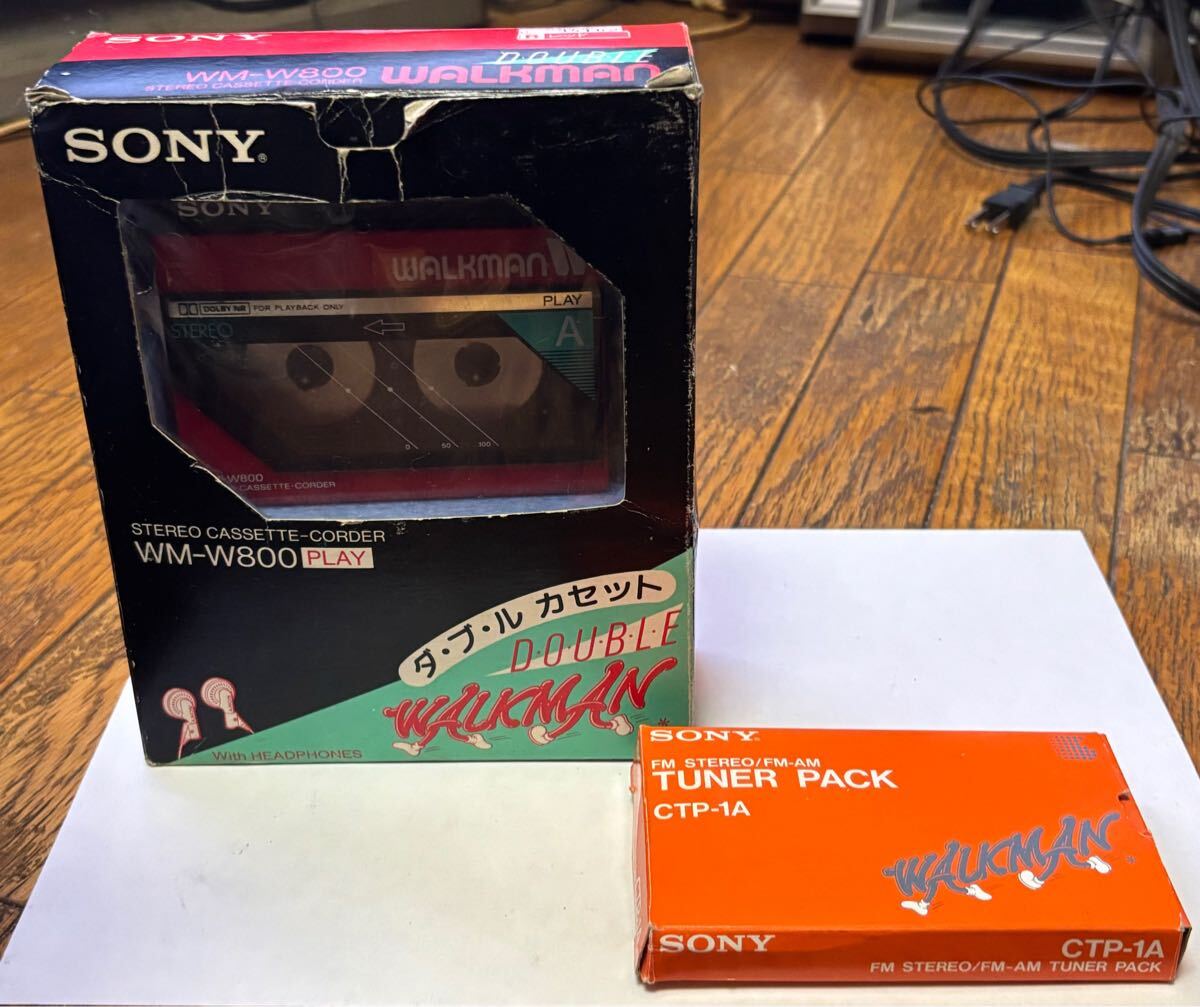 SONY
レッド
DOUBLE
WM-W800 WALKMAN
STEREO CASSETTE-CORDER
SONY®
SONY
WALKMAN
DOLBY NR FOR PLAYBACK ONLY
PLAY
STEREO
A
0 50 100
W800
CASSETTE-CORDER
STEREO CASSETTE-CORDER
WM-W800 PLAY
ダ・ブ・ル カセット
D・O・U・B・L・E
WALKMAN*
With HEADPHONES
SONY®
FM STEREO/FM-AM
TUNER PACK
CTP-1A
WALKMAN*
SONY
CTP-1A
FM STEREO/FM-AM TUNER PACK